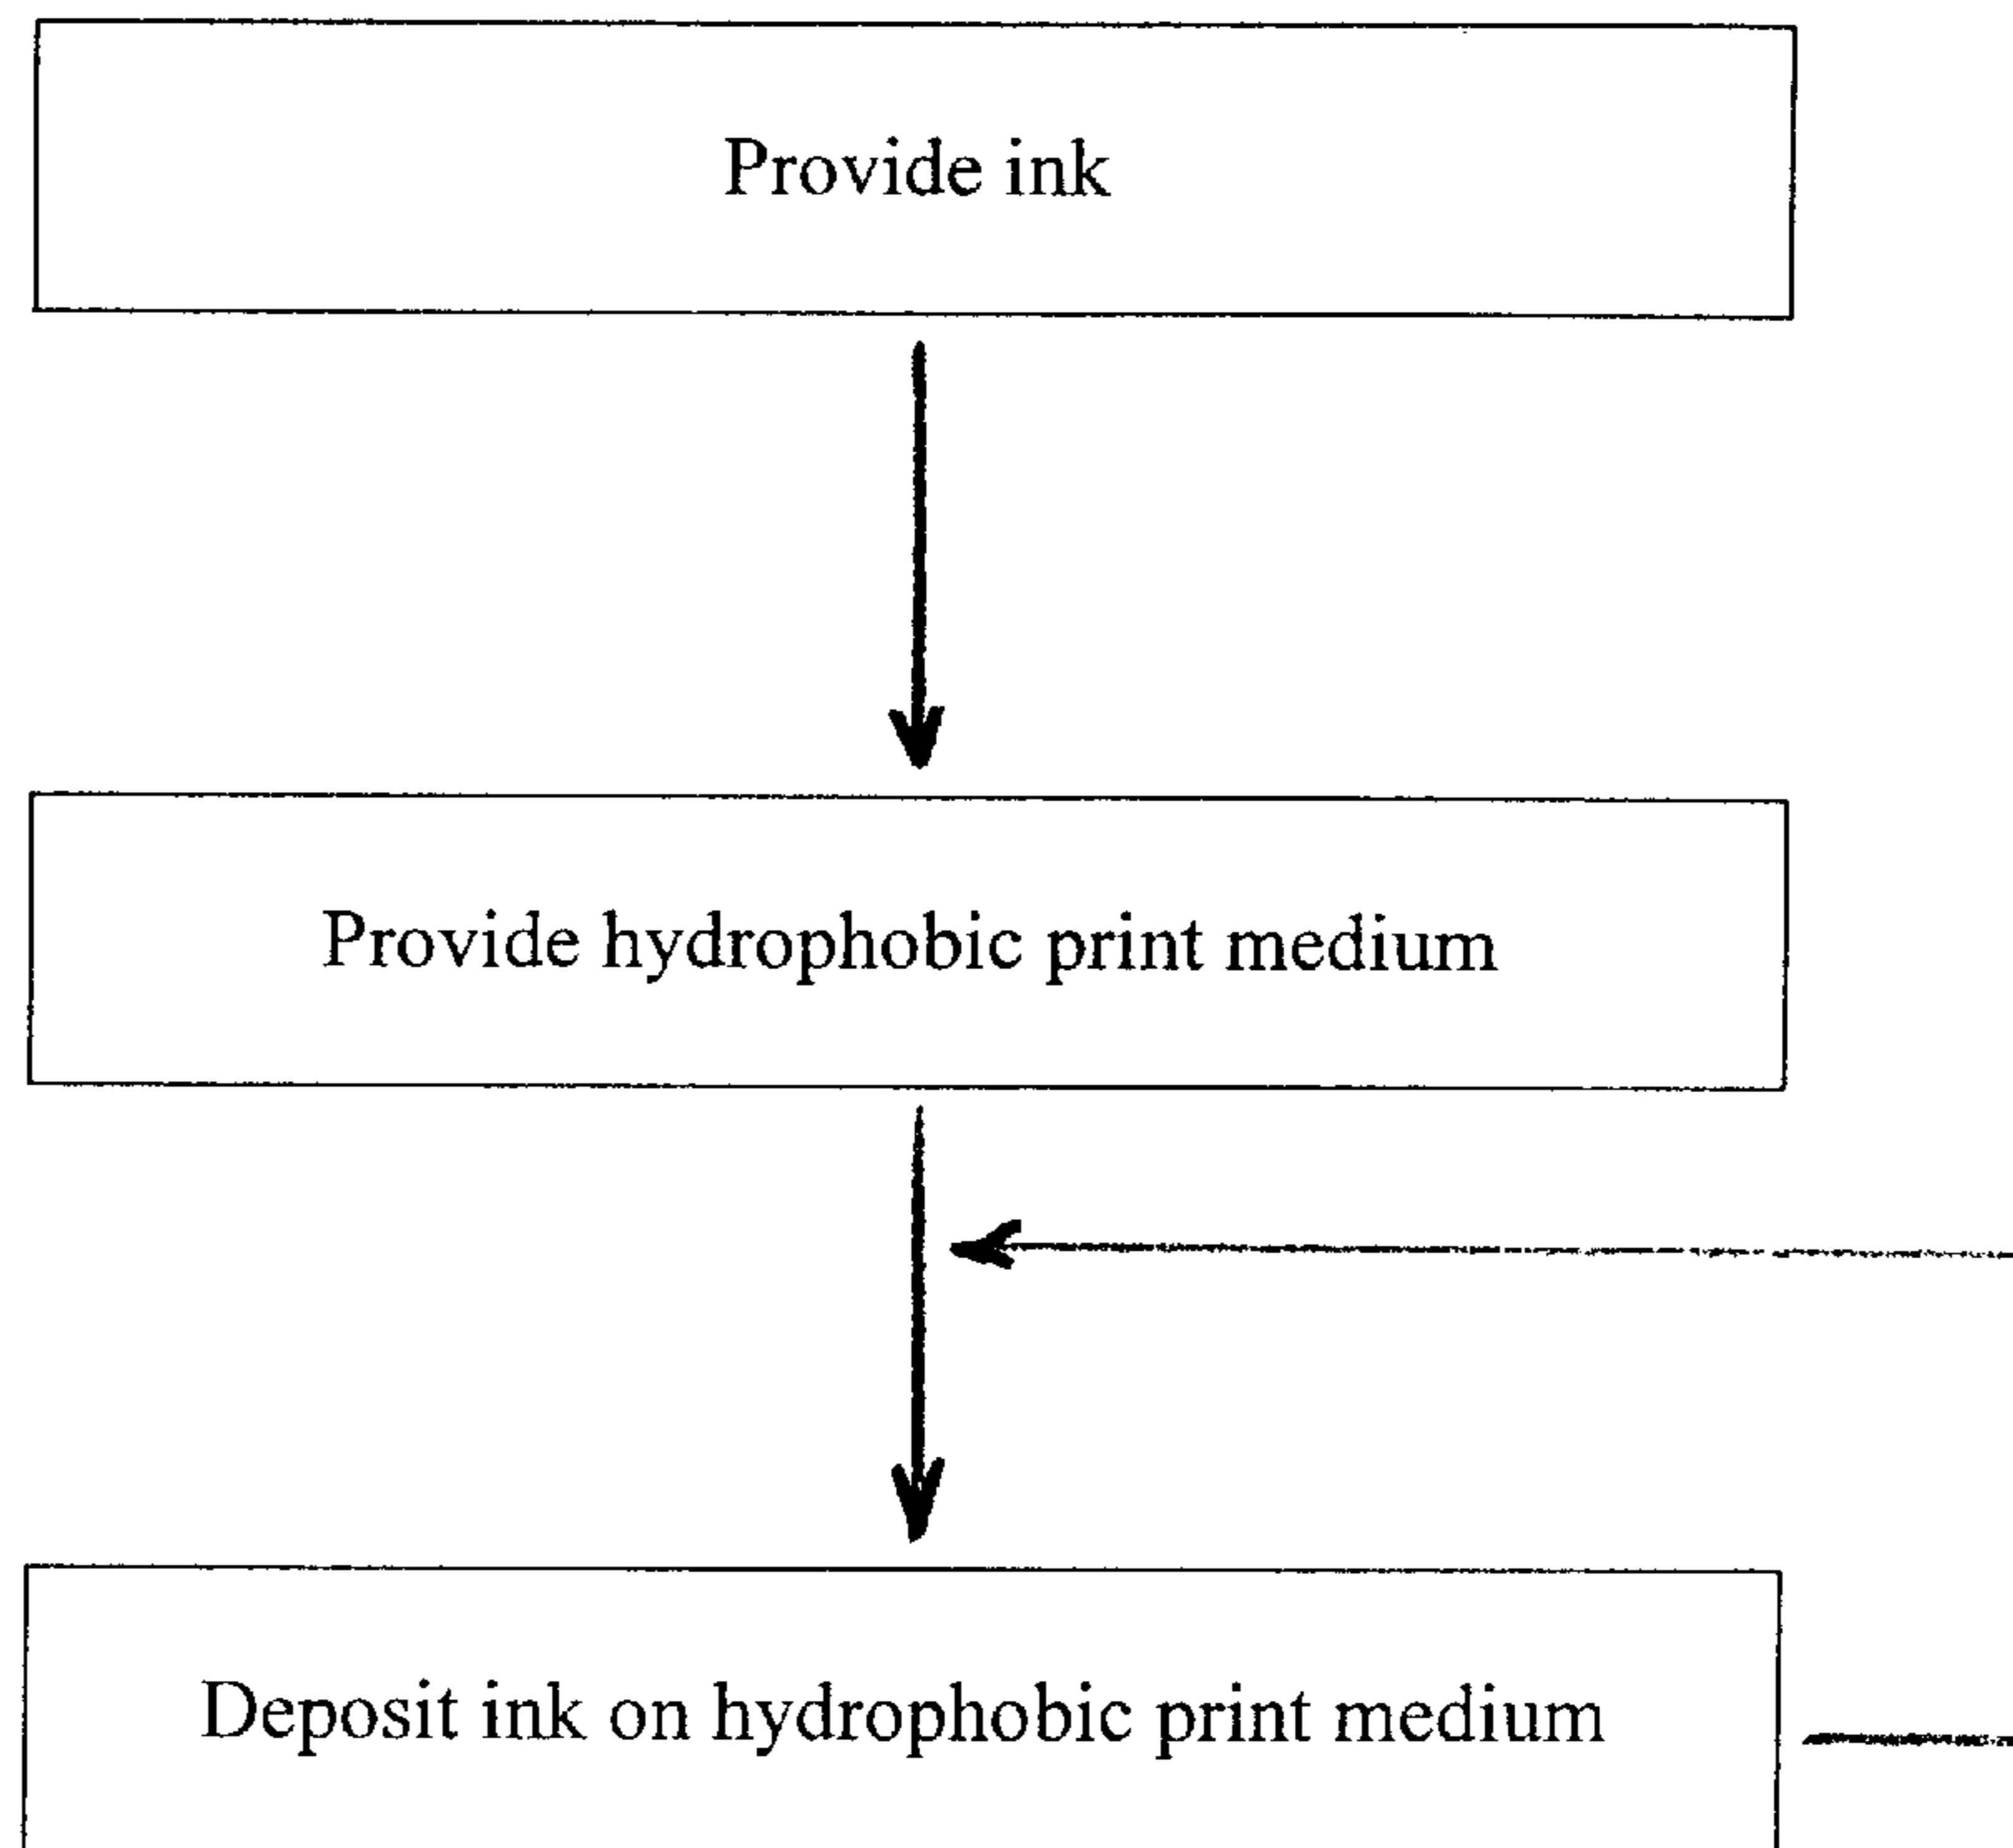 Provide ink
Provide hydrophobic print medium
Deposit ink on hydrophobic print medium